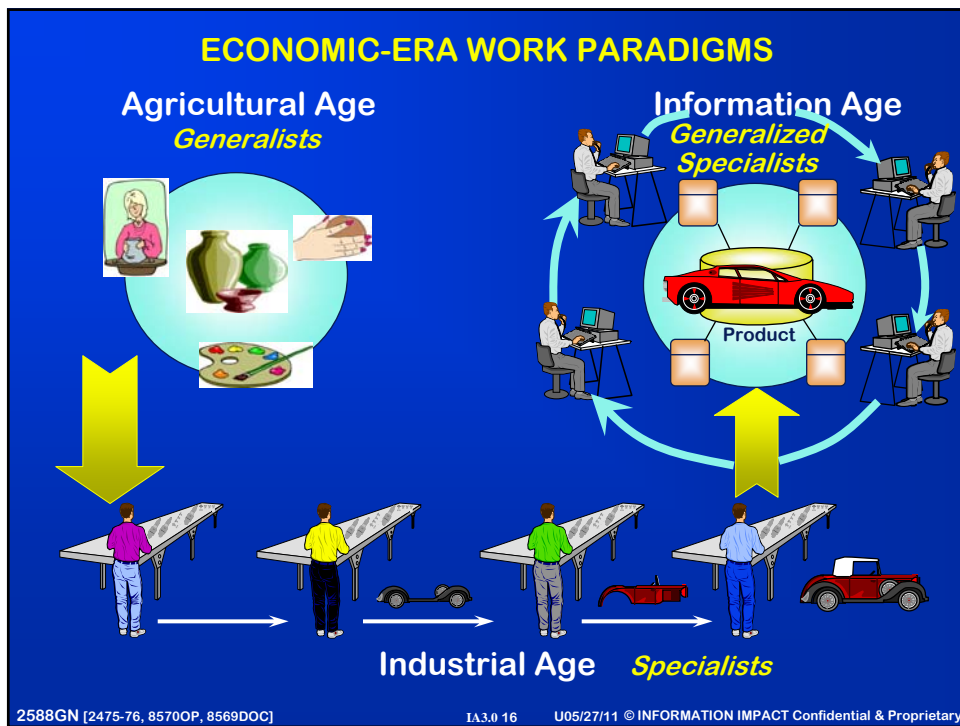 ECONOMIC-ERA WORK PARADIGMS
Agricultural Age
Generalists
Information Age
Generalized
Specialists
Product
Industrial Age Specialists
2588GN [2475-76, 8570OP, 8569DOC] IA3.0 16 U05/27/11 © INFORMATION IMPACT Confidential & Proprietary